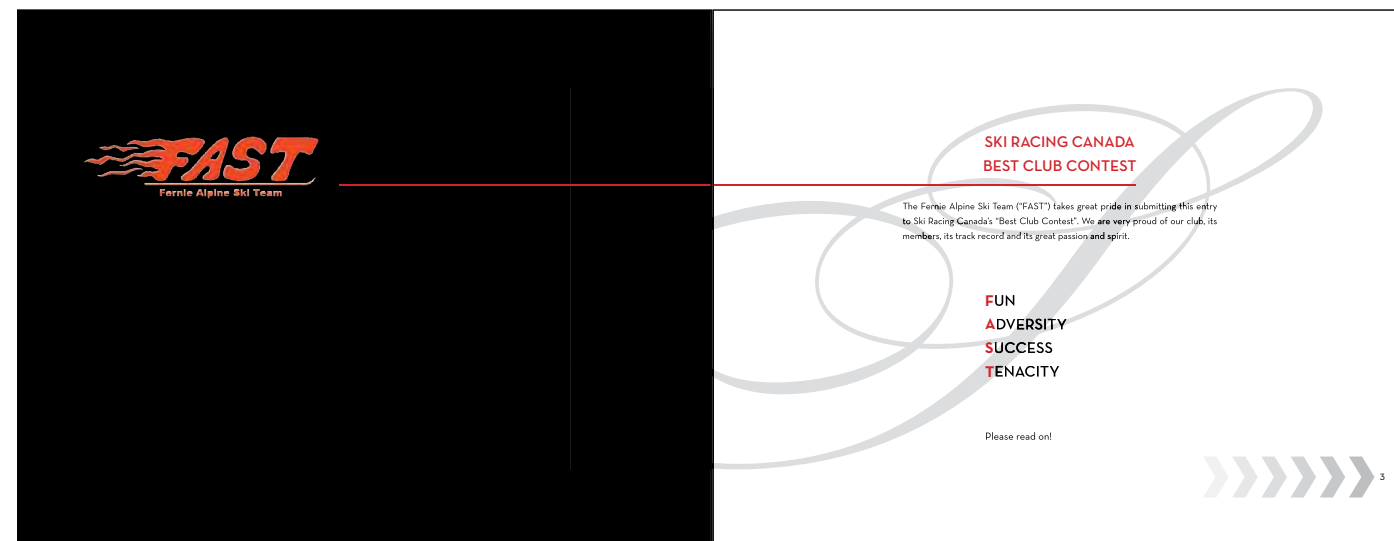 FAST
Fernie Alpine Ski Team
SKI RACING CANADA
BEST CLUB CONTEST
The Fernie Alpine Ski Team (“FAST”) takes great pride in submitting this entry
to Ski Racing Canada’s “Best Club Contest”. We are very proud of our club, its
members, its track record and its great passion and spirit.
FUN
ADVERSITY
SUCCESS
TENACITY
Please read on!
3